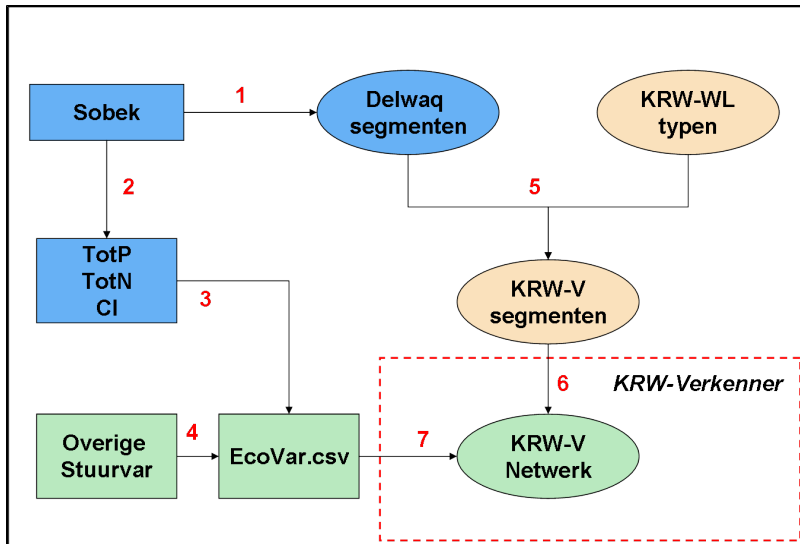 1
Sobek
Delwaq
segmenten
KRW-WL
typen
2
5
TotP
TotN
Cl
3
KRW-V
segmenten
6
KRW-Verkenner
4
Overige
Stuurvar
EcoVar.csv
7
KRW-V
Netwerk